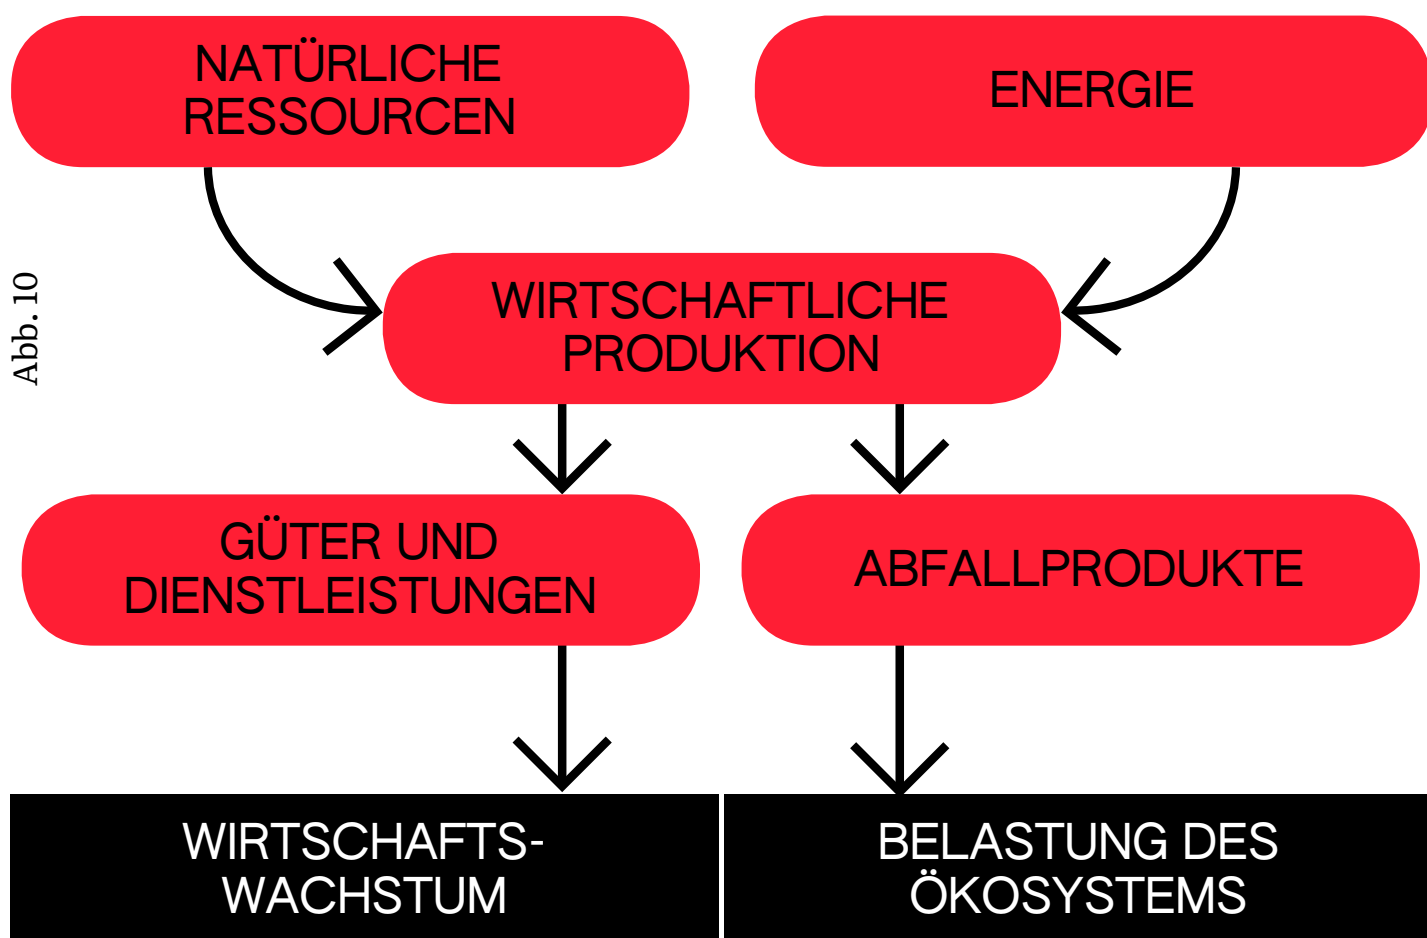 NATÜRLICHE
RESSOURCEN
ENERGIE
Abb. 10
WIRTSCHAFTLICHE
PRODUKTION
GÜTER UND
DIENSTLEISTUNGEN
ABFALLPRODUKTE
WIRTSCHAFTS-
WACHSTUM
BELASTUNG DES
ÖKOSYSTEMS